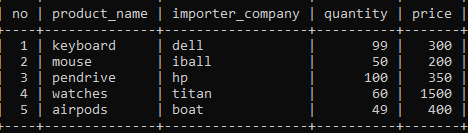 | no | product_name | importer_company | quantity | price |
+----+--------------+------------------+----------+-------+
| 1 | keyboard | dell | 99 | 300 |
| 2 | mouse | iball | 50 | 200 |
| 3 | pendrive | hp | 100 | 350 |
| 4 | watches | titan | 60 | 1500 |
| 5 | airpods | boat | 49 | 400 |
+----+--------------+------------------+----------+-------+